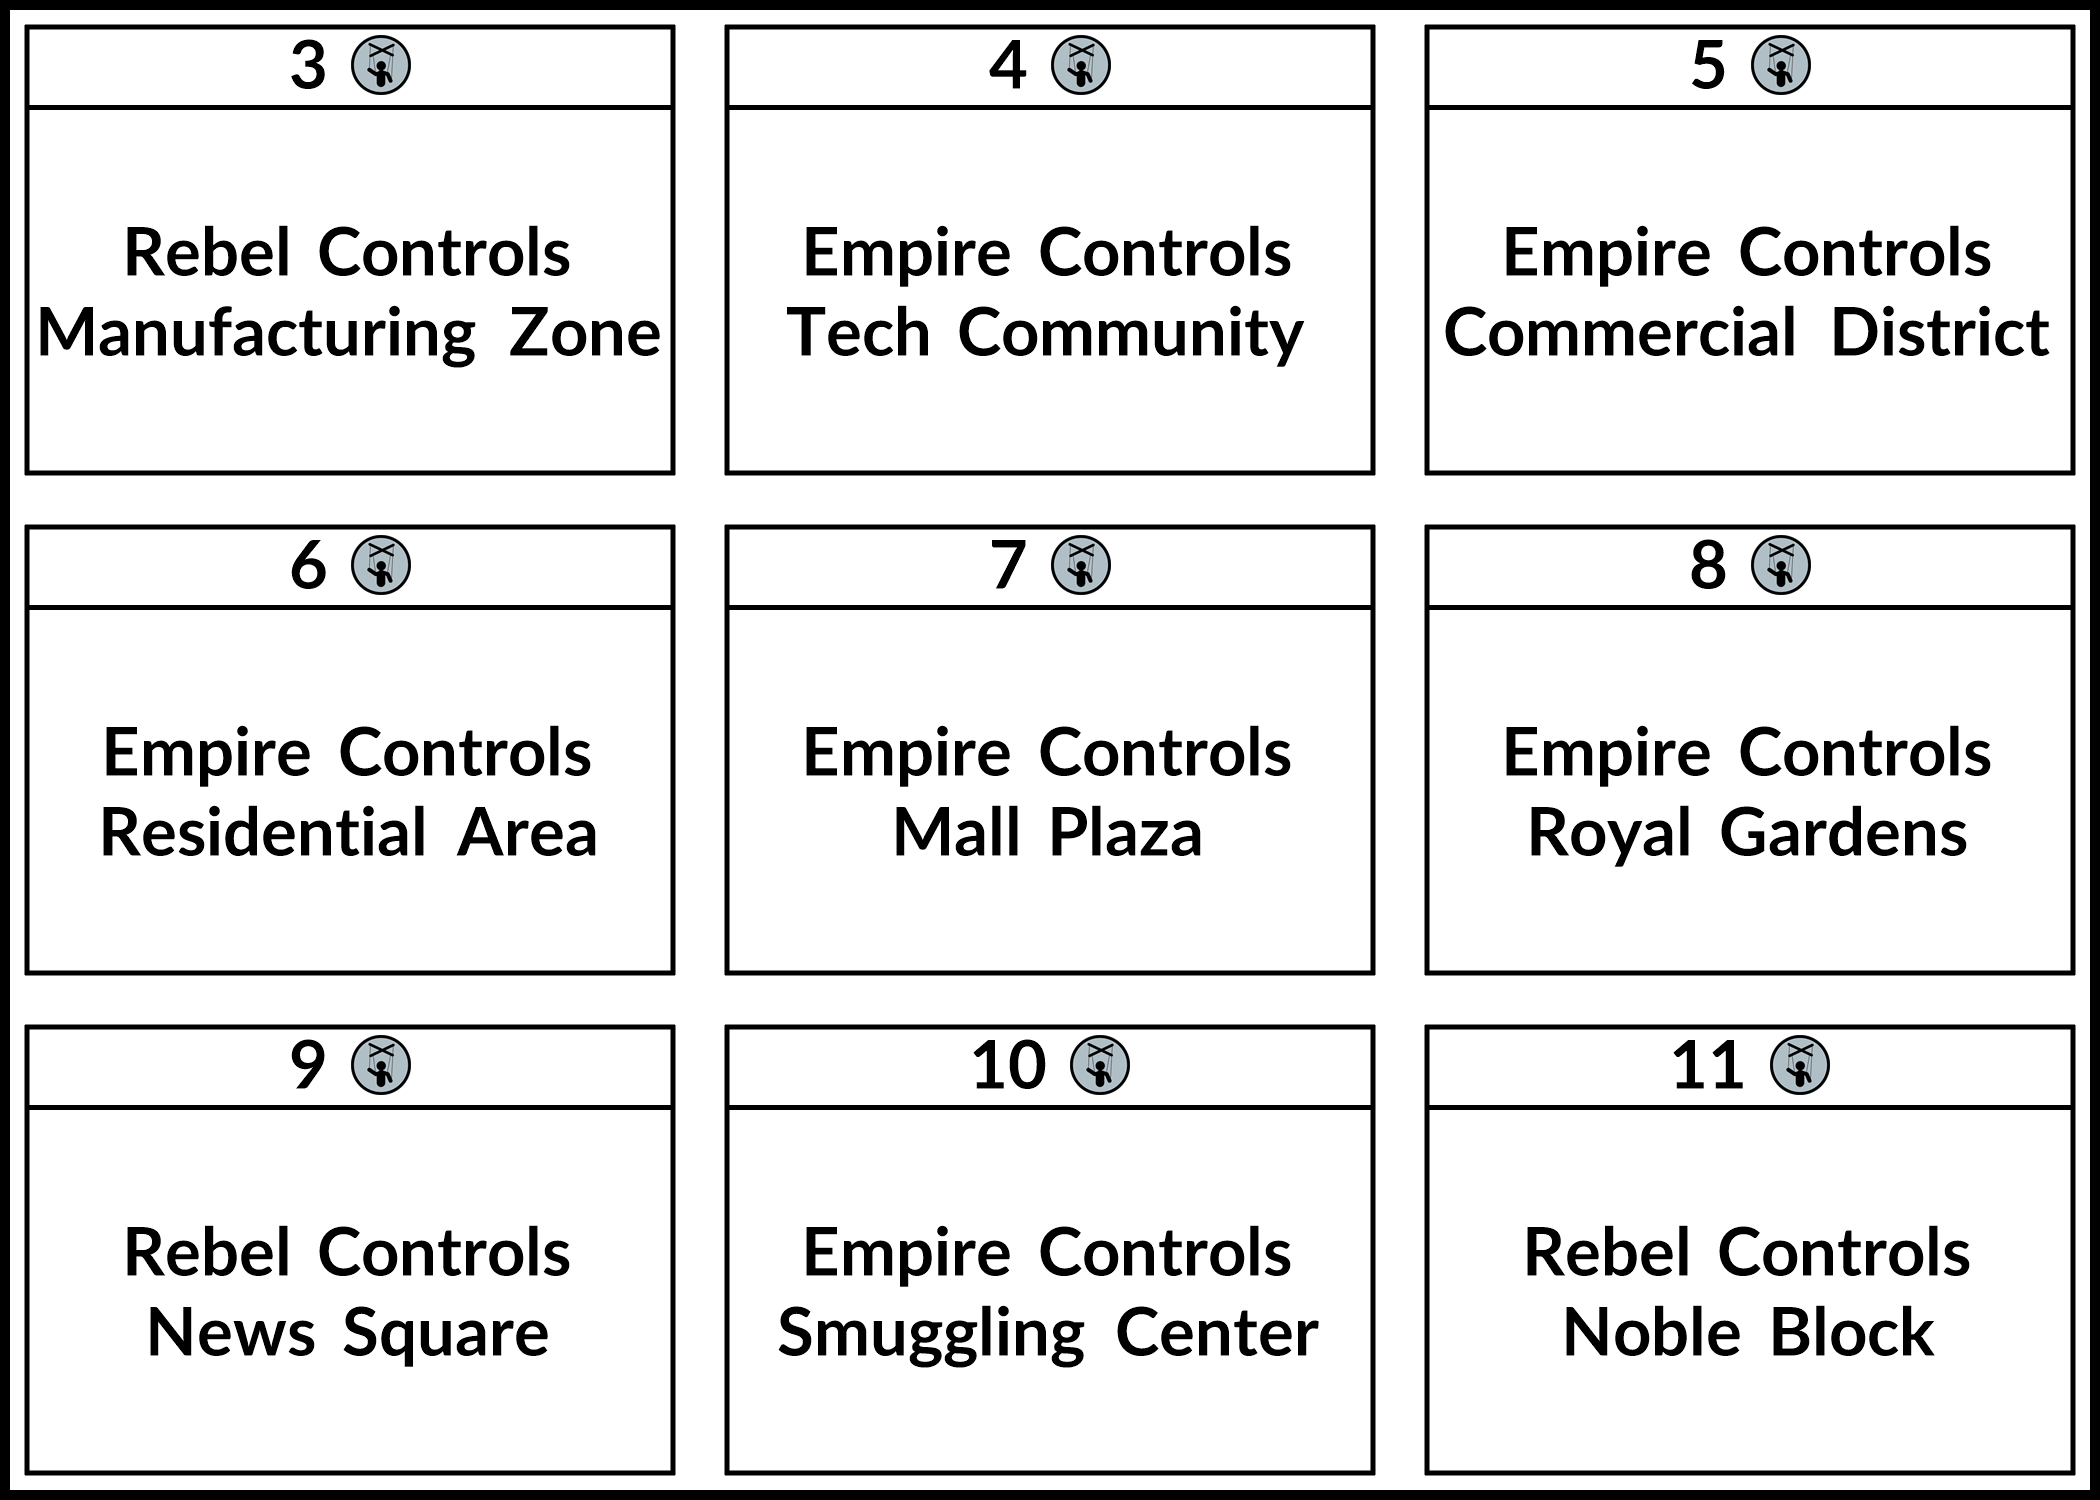 3
Rebel Controls
Manufacturing Zone
4
Empire Controls
Tech Community
5
Empire Controls
Commercial District
6
Empire Controls
Residential Area
7
Empire Controls
Mall Plaza
8
Empire Controls
Royal Gardens
9
Rebel Controls
News Square
10
Empire Controls
Smuggling Center
11
Rebel Controls
Noble Block